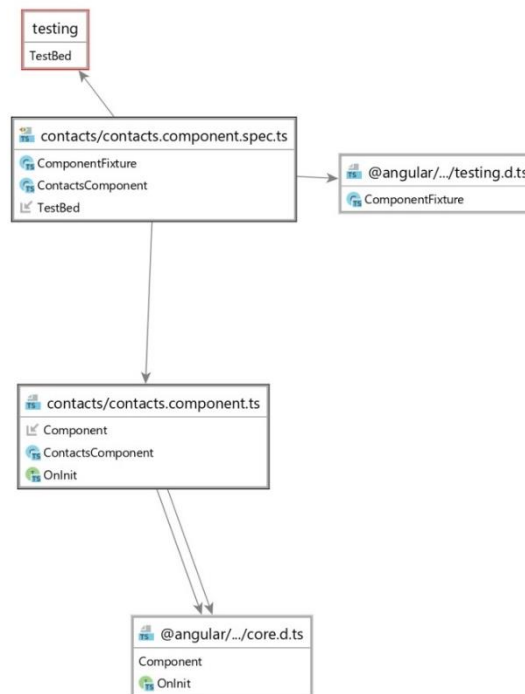 testing
TestBed
contacts/contacts.component.spec.ts
ComponentFixture
ContactsComponent
TestBed
@angular/.../testing.d.ts
ComponentFixture
contacts/contacts.component.ts
Component
ContactsComponent
OnInit
@angular/.../core.d.ts
Component
OnInit